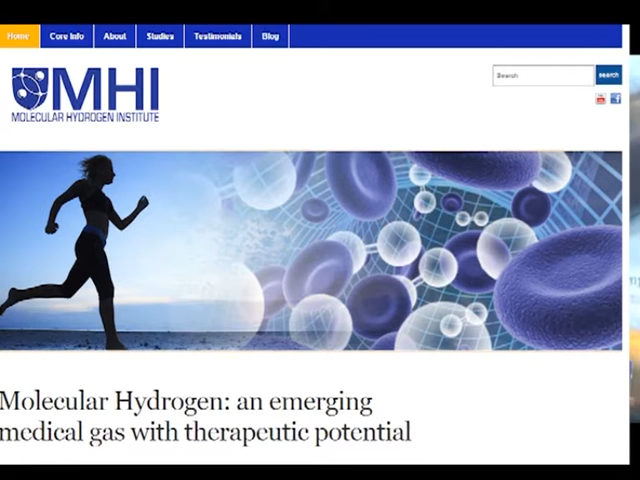 Home Core Info About Studies Testimonials Blog
Search search
MHI
MOLECULAR HYDROGEN INSTITUTE
Molecular Hydrogen: an emerging
medical gas with therapeutic potential